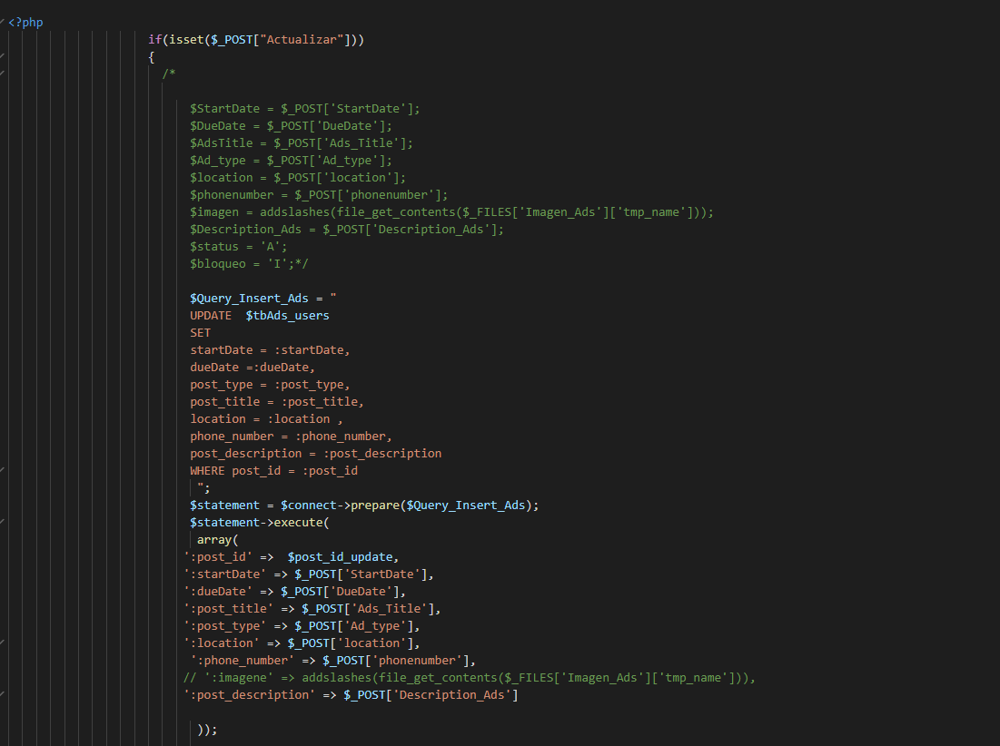 <?php
if(isset($_POST["Actualizar"]))
{
/*
$StartDate = $_POST['StartDate'];
$DueDate = $_POST['DueDate'];
$AdsTitle = $_POST['Ads_Title'];
$Ad_type = $_POST['Ad_type'];
$location = $_POST['location'];
$phonenumber = $_POST['phonenumber'];
$imagen = addslashes(file_get_contents($_FILES['Imagen_Ads']['tmp_name']));
$Description_Ads = $_POST['Description_Ads'];
$status = 'A';
$bloqueo = 'I';*/
$Query_Insert_Ads = "
UPDATE  $tbAds_users
SET
startDate = :startDate,
dueDate =:dueDate,
post_type = :post_type,
post_title = :post_title,
location = :location ,
phone_number = :phone_number,
post_description = :post_description
WHERE post_id = :post_id
";
$statement = $connect->prepare($Query_Insert_Ads);
$statement->execute(
array(
':post_id' =>  $post_id_update,
':startDate' => $_POST['StartDate'],
':dueDate' => $_POST['DueDate'],
':post_title' => $_POST['Ads_Title'],
':post_type' => $_POST['Ad_type'],
':location' => $_POST['location'],
':phone_number' => $_POST['phonenumber'],
// ':imagene' => addslashes(file_get_contents($_FILES['Imagen_Ads']['tmp_name'])),
':post_description' => $_POST['Description_Ads']
));